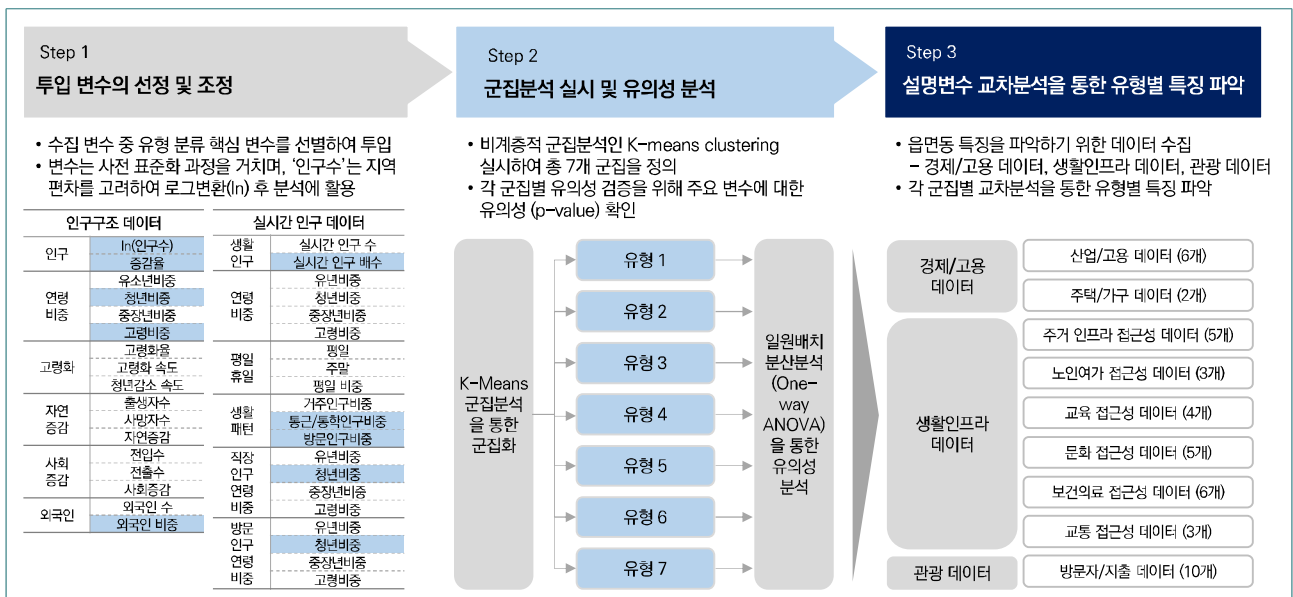 Step 1
투입 변수의 선정 및 조정
• 수집 변수 중 유형 분류 핵심 변수를 선별하여 투입
• 변수는 사전 표준화 과정을 거치며, '인구수'는 지역
편차를 고려하여 로그변환(ln) 후 분석에 활용
인구구조 데이터
인구
ln(인구수)
증감율
연령
비중
유소년비중
청년비중
중장년비중
고령비중
고령화
고령화율
고령화 속도
청년감소 속도
자연
증감
출생자수
사망자수
자연증감
사회
증감
전입수
전출수
사회증감
외국인
외국인 수
외국인 비중
실시간 인구 데이터
생활
인구
실시간 인구 수
실시간 인구 배수
연령
비중
유년비중
청년비중
중장년비중
고령비중
평일
휴일
평일
주말
평일 비중
생활
패턴
거주인구비중
통근/통학인구비중
방문인구비중
직장
인구
연령
비중
유년비중
청년비중
중장년비중
고령비중
방문
인구
연령
비중
유년비중
청년비중
중장년비중
고령비중
Step 2
군집분석 실시 및 유의성 분석
• 비계층적 군집분석인 K-means clustering
실시하여 총 7개 군집을 정의
• 각 군집별 유의성 검증을 위해 주요 변수에 대한
유의성 (p-value) 확인
K-Means
군집분석
을 통한
군집화
유형 1
유형 2
유형 3
유형 4
유형 5
유형 6
유형 7
일원배치
분산분석
(One-
way
ANOVA)
을 통한
유의성
분석
Step 3
설명변수 교차분석을 통한 유형별 특징 파악
• 읍면동 특징을 파악하기 위한 데이터 수집
– 경제/고용 데이터, 생활인프라 데이터, 관광 데이터
• 각 군집별 교차분석을 통한 유형별 특징 파악
경제/고용
데이터
산업/고용 데이터 (6개)
주택/가구 데이터 (2개)
생활인프라
데이터
주거 인프라 접근성 데이터 (5개)
노인여가 접근성 데이터 (3개)
교육 접근성 데이터 (4개)
문화 접근성 데이터 (5개)
보건의료 접근성 데이터 (6개)
교통 접근성 데이터 (3개)
관광 데이터
방문자/지출 데이터 (10개)